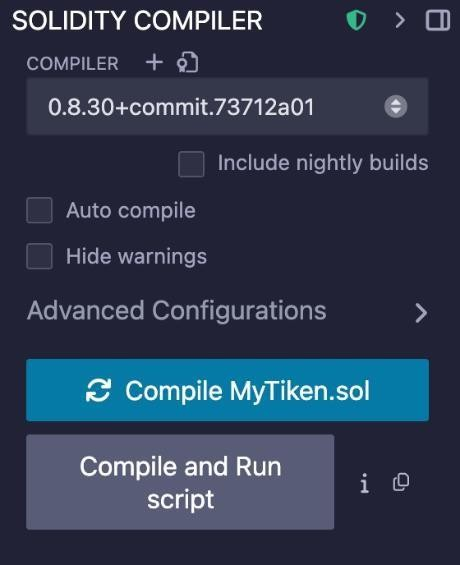 SOLIDITY COMPILER
COMPILER
0.8.30+commit.73712a01
Include nightly builds
Auto compile
Hide warnings
Advanced Configurations
Compile MyTiken.sol
Compile and Run
script